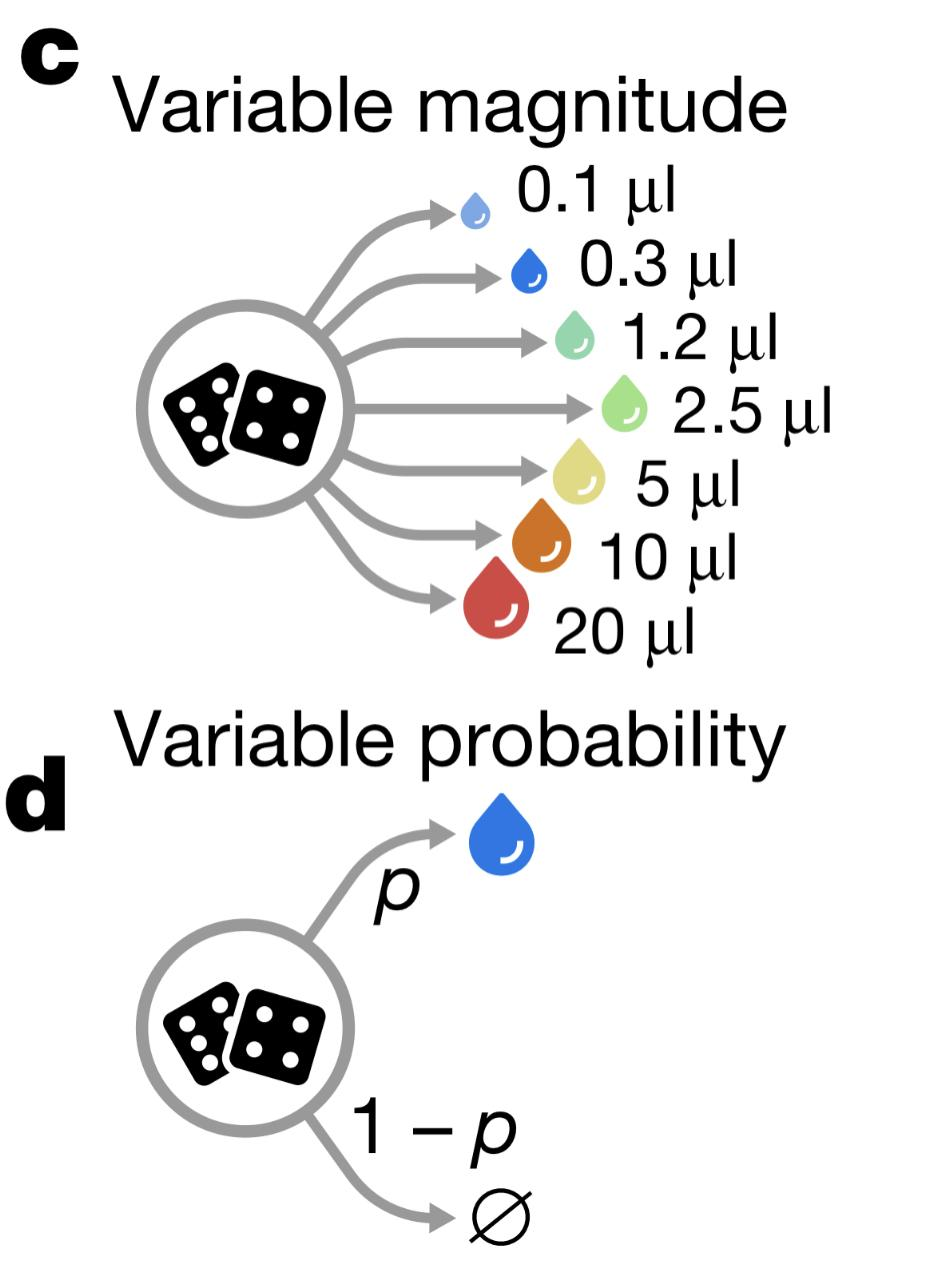 c
Variable magnitude
0.1 μl
0.3 μl
1.2 μl
2.5 μl
5 μl
10 μl
20 μl
Variable probability
d
p
1 – p
∅